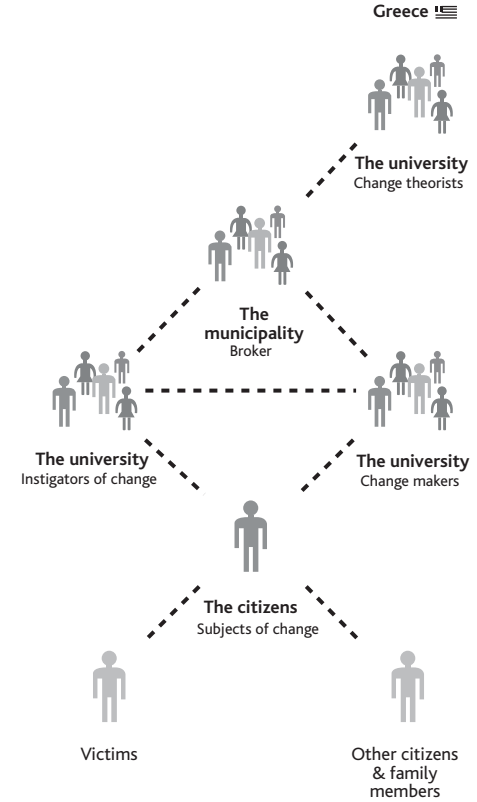 Greece
The university
Change theorists
The
municipality
Broker
The university
Instigators of change
The university
Change makers
The citizens
Subjects of change
Victims
Other citizens
& family
members